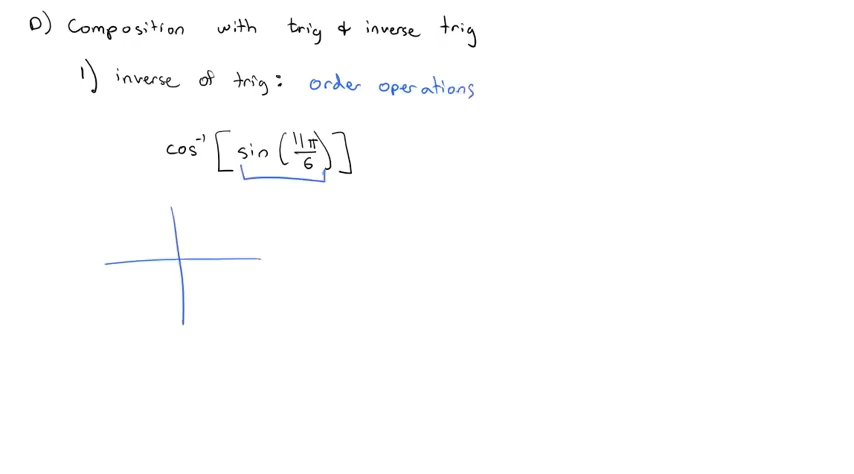 D) Composition with trig & inverse trig
1) inverse of trig: order operations
cos⁻¹ [ sin ( 11π/6 ) ]